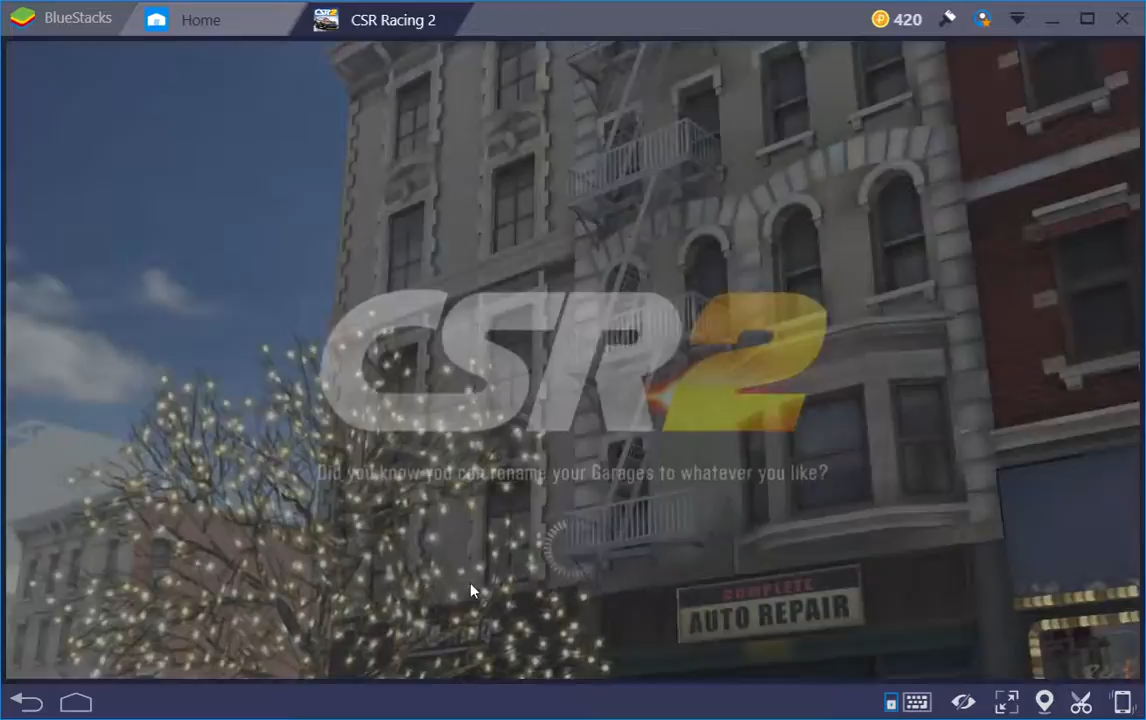 BlueStacks
Home
CSR Racing 2
420
CSR2
Did you know you can rename your Garages to whatever you like?
COMPLETE
AUTO REPAIR